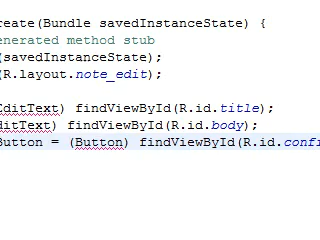 reate(Bundle savedInstanceState) {
enerated method stub
(savedInstanceState);
(R.layout.note_edit);
EditText) findViewById(R.id.title);
ditText) findViewById(R.id.body);
Button = (Button) findViewById(R.id.confi